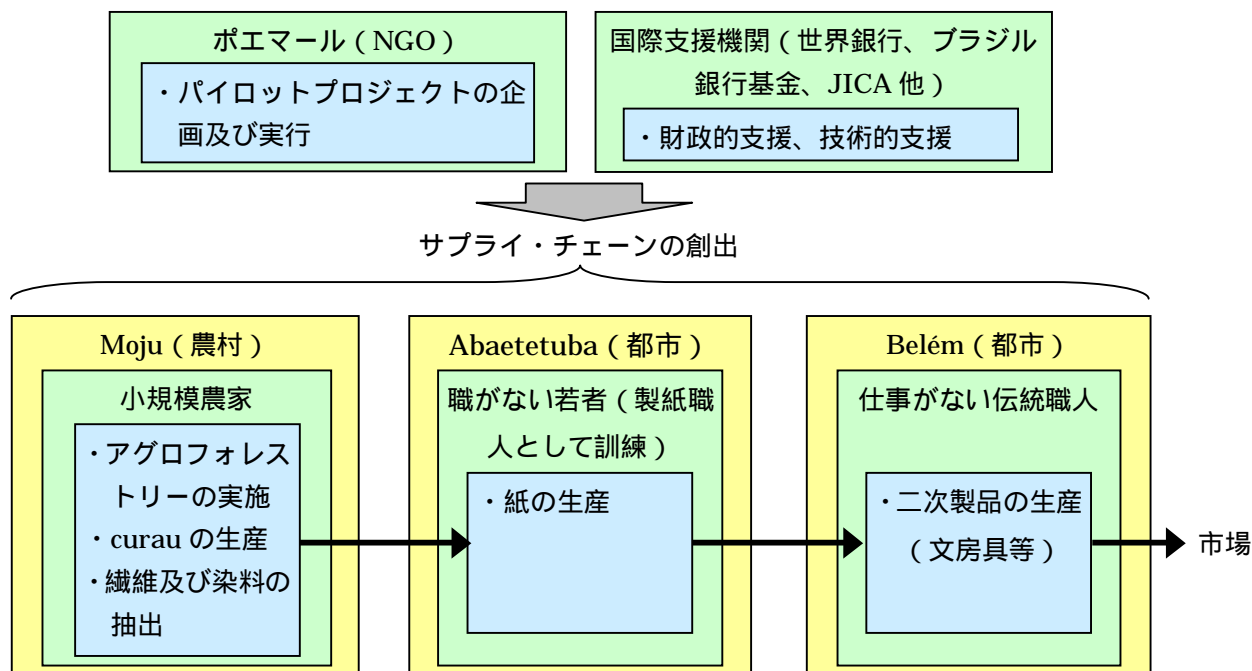 ポエマール（NGO）
・パイロットプロジェクトの企
画及び実行
国際支援機関（世界銀行、ブラジル
銀行基金、JICA 他）
・財政的支援、技術的支援
サプライ・チェーンの創出
Moju（農村）
小規模農家
・アグロフォレス
トリーの実施
・curau の生産
・繊維及び染料の
抽出
Abaetetuba（都市）
職がない若者（製紙職
人として訓練）
・紙の生産
Belém（都市）
仕事がない伝統職人
・二次製品の生産
（文房具等）
市場